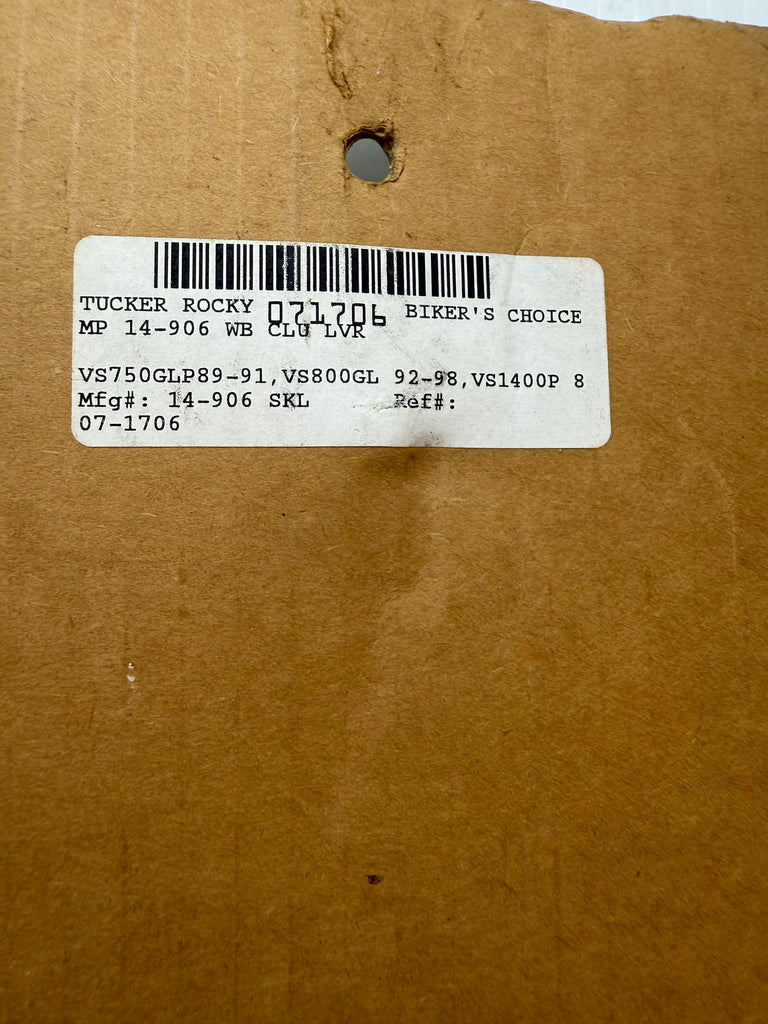 TUCKER ROCKY 071706 BIKER'S CHOICE
MP 14-906 WB CLU LVR
VS750GLP89-91,VS800GL 92-98,VS1400P 8
Mfg#: 14-906 SKL Ref#:
07-1706